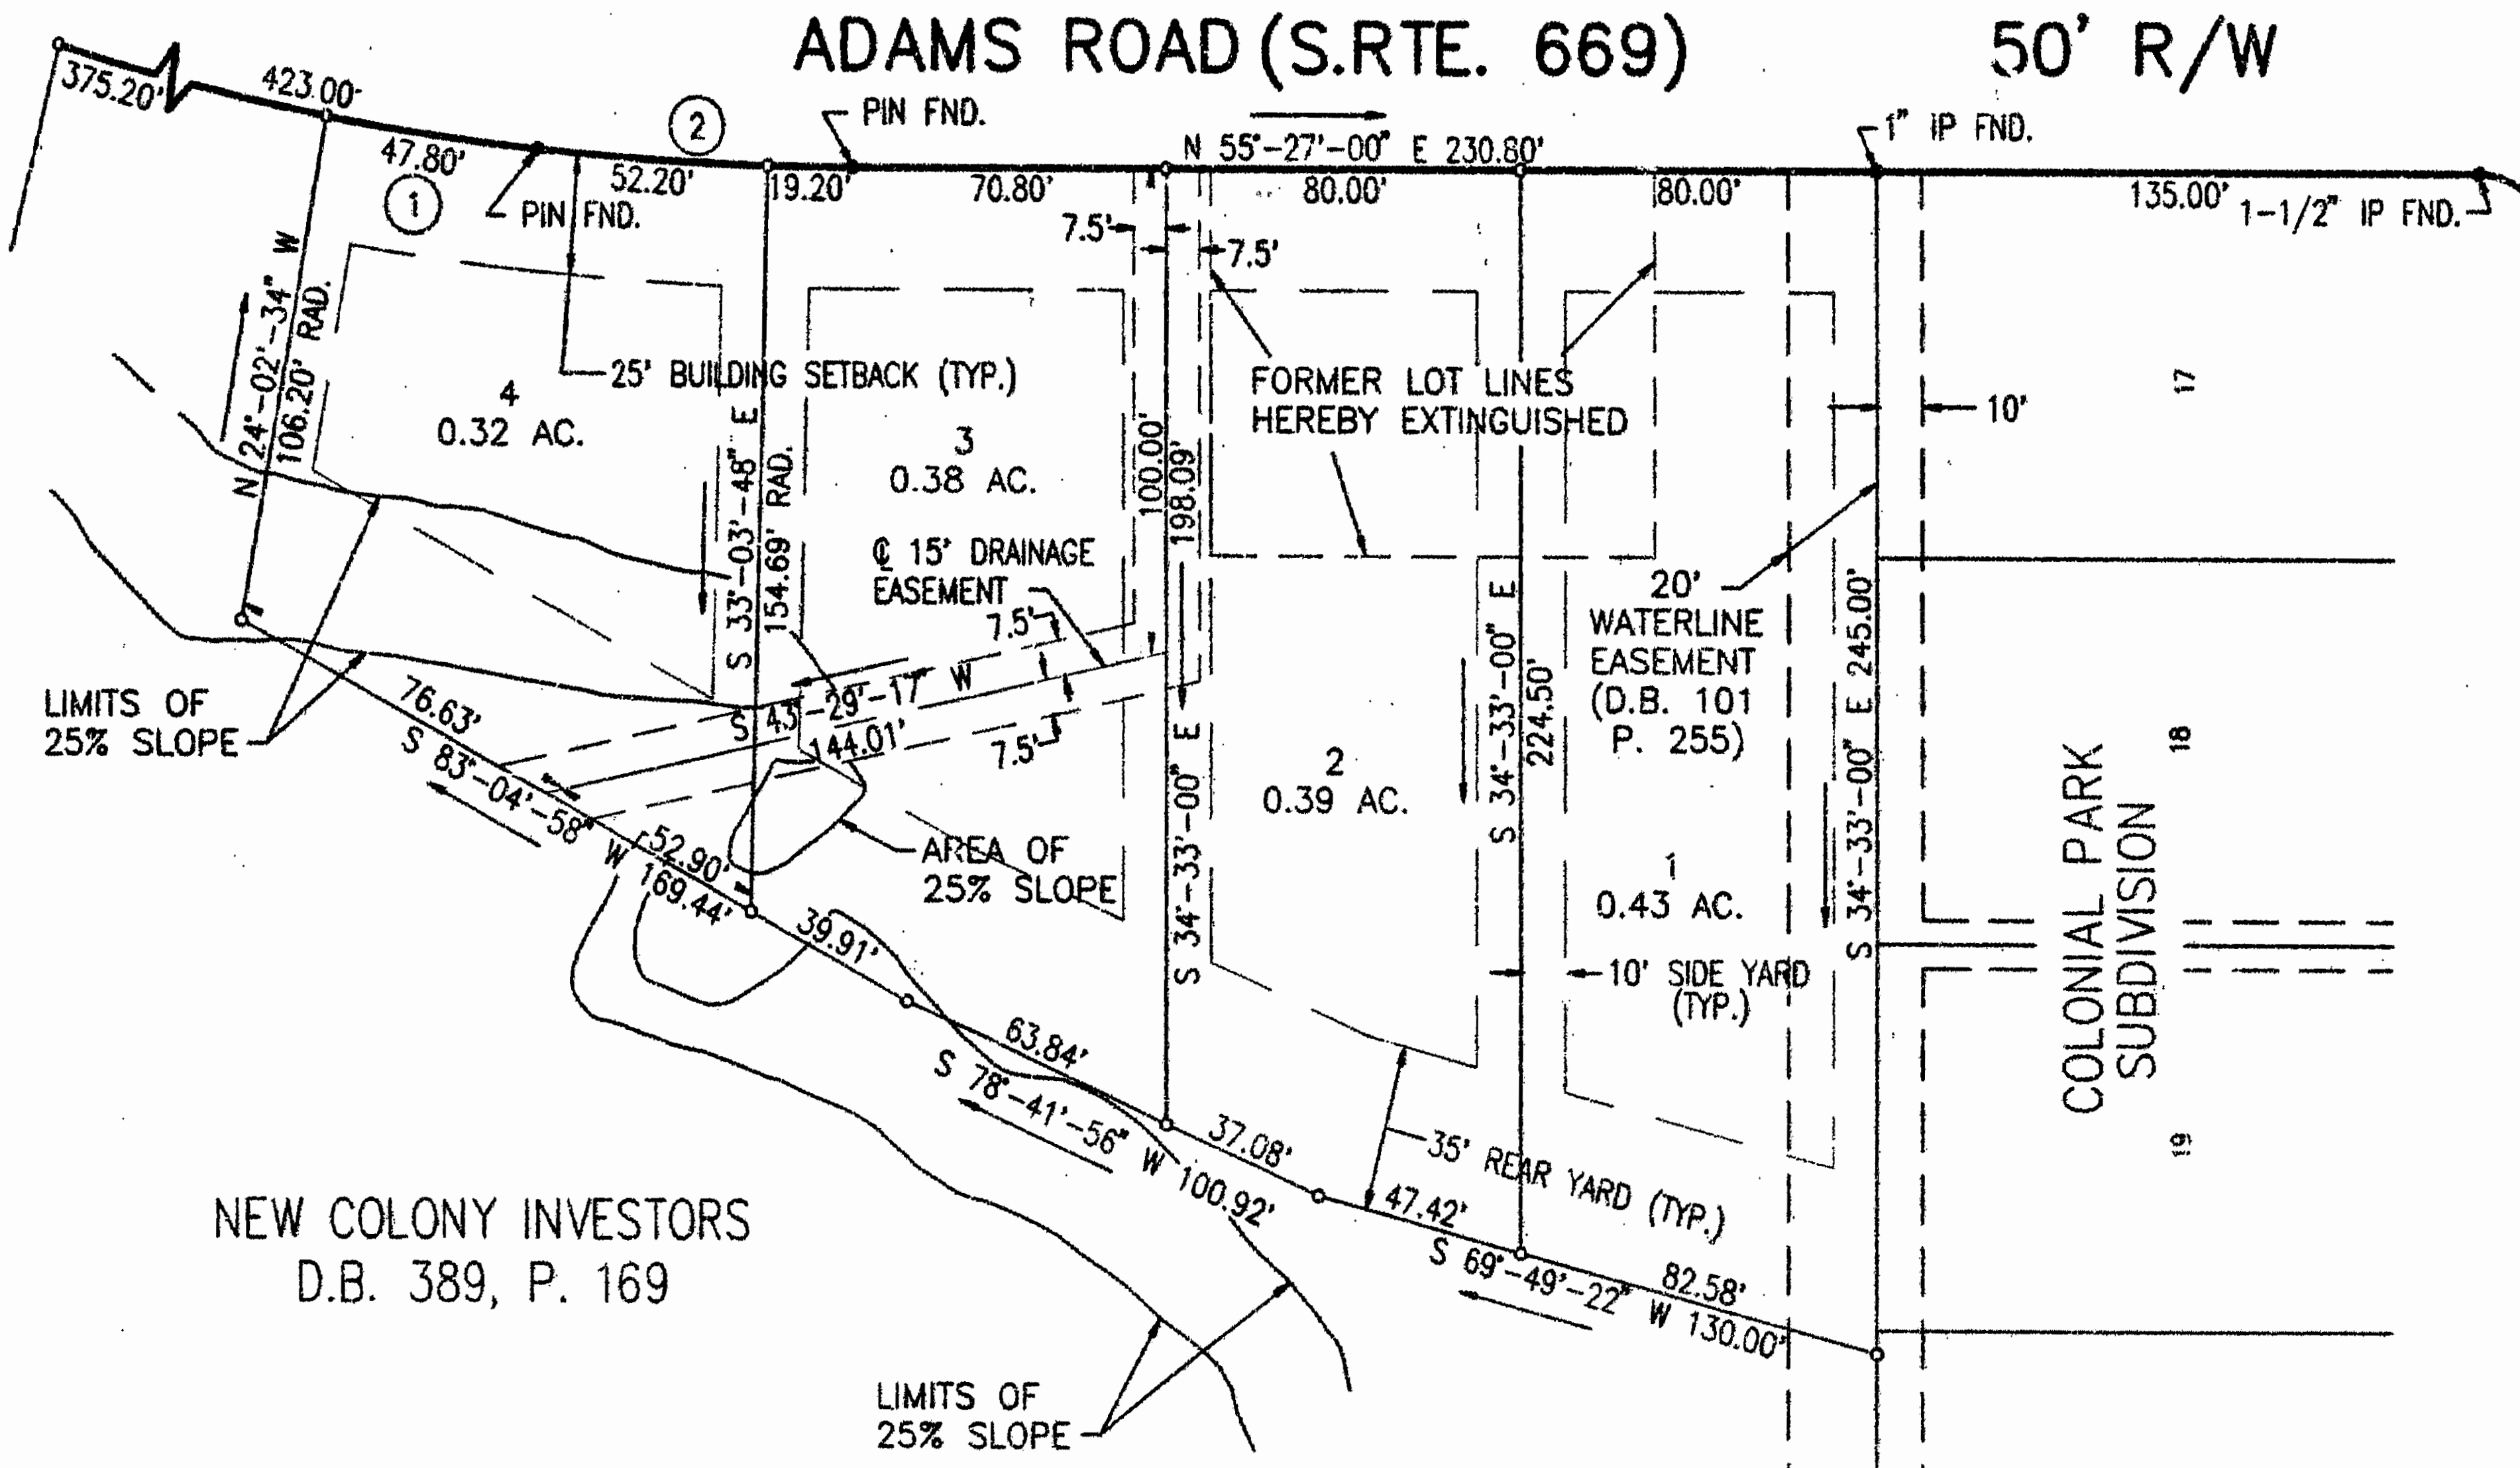 ADAMS ROAD (S.RTE. 669)
50' R/W
375.20'
423.00'
47.80'
1
PIN FND.
2
52.20'
PIN FND.
19.20'
70.80'
N 55°-27'-00" E 230.80'
80.00'
80.00'
1" IP FND.
135.00'
1-1/2" IP FND.
7.5'
7.5'
N 24°-02'-34" W
106.20' RAD.
25' BUILDING SETBACK (TYP.)
4
0.32 AC.
S 33°-03'-48" E
154.69' RAD.
3
0.38 AC.
100.00'
198.09'
FORMER LOT LINES
HEREBY EXTINGUISHED
10'
17
℄ 15' DRAINAGE
EASEMENT
7.5'
S 43°-29'-17" W
144.01'
7.5'
S 34°-33'-00" E
2
0.39 AC.
S 34°-33'-00" E
224.50'
20'
WATERLINE
EASEMENT
(D.B. 101
P. 255)
S 34°-33'-00" E 245.00'
18
COLONIAL PARK
SUBDIVISION
LIMITS OF
25% SLOPE
76.63'
S 83°-04'-58" W 169.44'
52.90'
AREA OF
25% SLOPE
1
0.43 AC.
10' SIDE YARD
(TYP.)
39.91'
63.84'
S 78°-41'-56" W 100.92'
37.08'
35' REAR YARD (TYP.)
19
47.42'
S 69°-49'-22" W 130.00'
82.58'
NEW COLONY INVESTORS
D.B. 389, P. 169
LIMITS OF
25% SLOPE